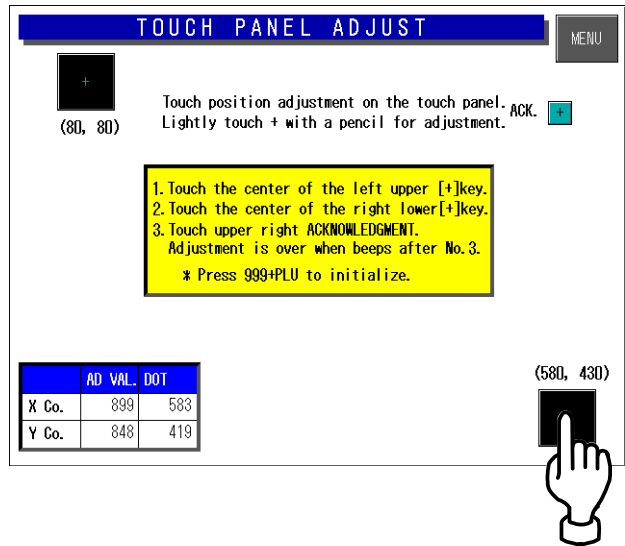 TOUCH PANEL ADJUST
MENU
+
(80, 80)
Touch position adjustment on the touch panel.
Lightly touch + with a pencil for adjustment.
ACK. +
1. Touch the center of the left upper [+]key.
2. Touch the center of the right lower[+]key.
3. Touch upper right ACKNOWLEDGMENT.
Adjustment is over when beeps after No.3.
* Press 999+PLU to initialize.
(580, 430)
AD VAL. DOT
X Co. 899 583
Y Co. 848 419